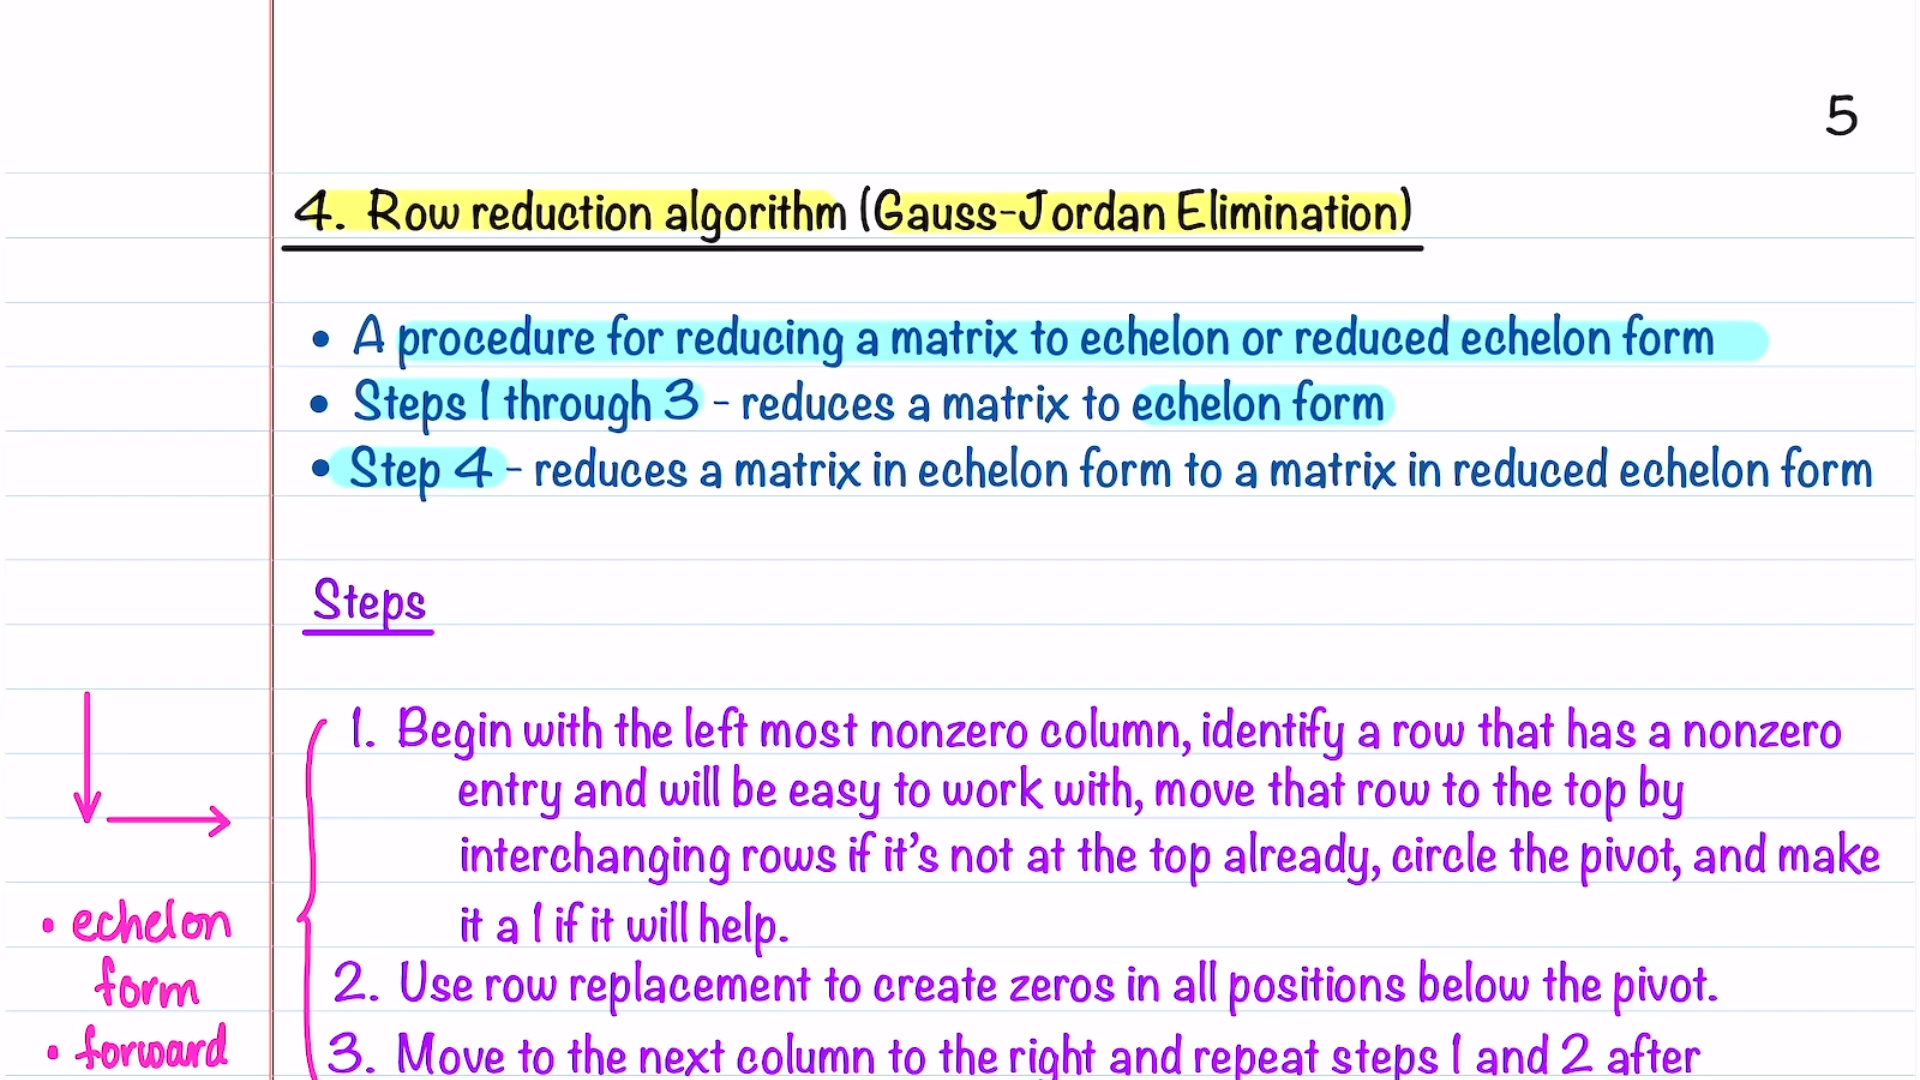 5
4. Row reduction algorithm (Gauss-Jordan Elimination)
• A procedure for reducing a matrix to echelon or reduced echelon form
• Steps 1 through 3 - reduces a matrix to echelon form
• Step 4 - reduces a matrix in echelon form to a matrix in reduced echelon form
Steps
1. Begin with the left most nonzero column, identify a row that has a nonzero
entry and will be easy to work with, move that row to the top by
interchanging rows if it's not at the top already, circle the pivot, and make
it a 1 if it will help.
2. Use row replacement to create zeros in all positions below the pivot.
3. Move to the next column to the right and repeat steps 1 and 2 after
• echelon
form
• forward